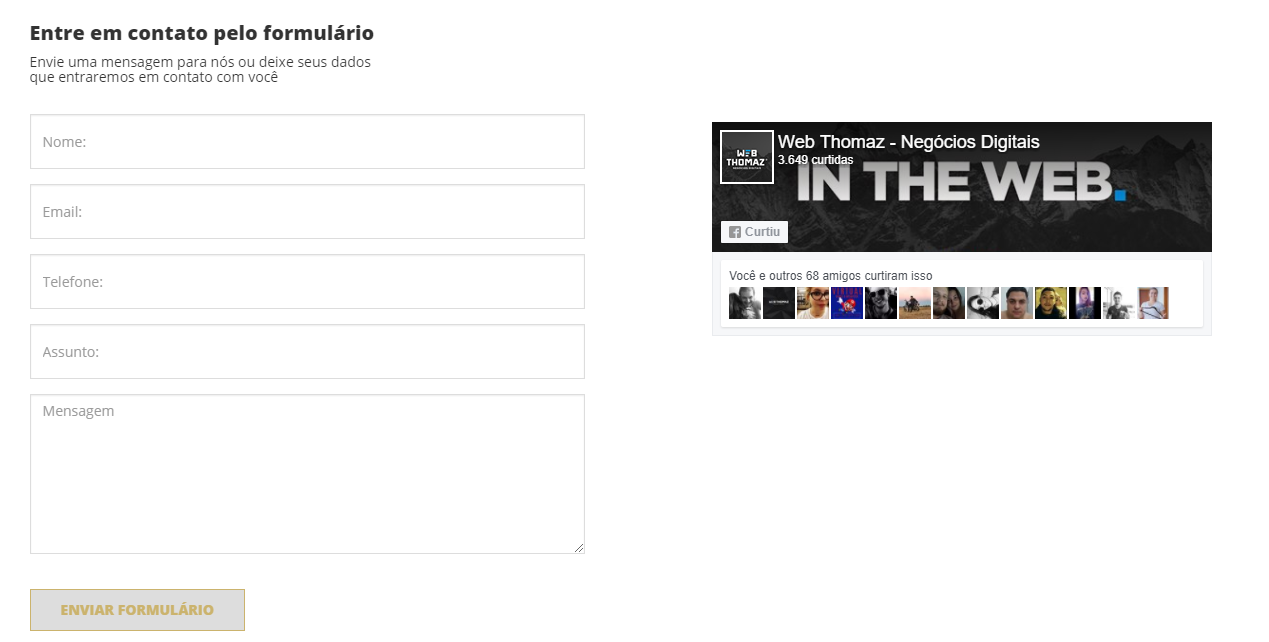 Entre em contato pelo formulário
Envie uma mensagem para nós ou deixe seus dados
que entraremos em contato com você
Nome:
Email:
Telefone:
Assunto:
Mensagem
ENVIAR FORMULÁRIO
WEB
THOMAZ
Web Thomaz - Negócios Digitais
3.649 curtidas
IN THE WEB.
Curtiu
Você e outros 68 amigos curtiram isso